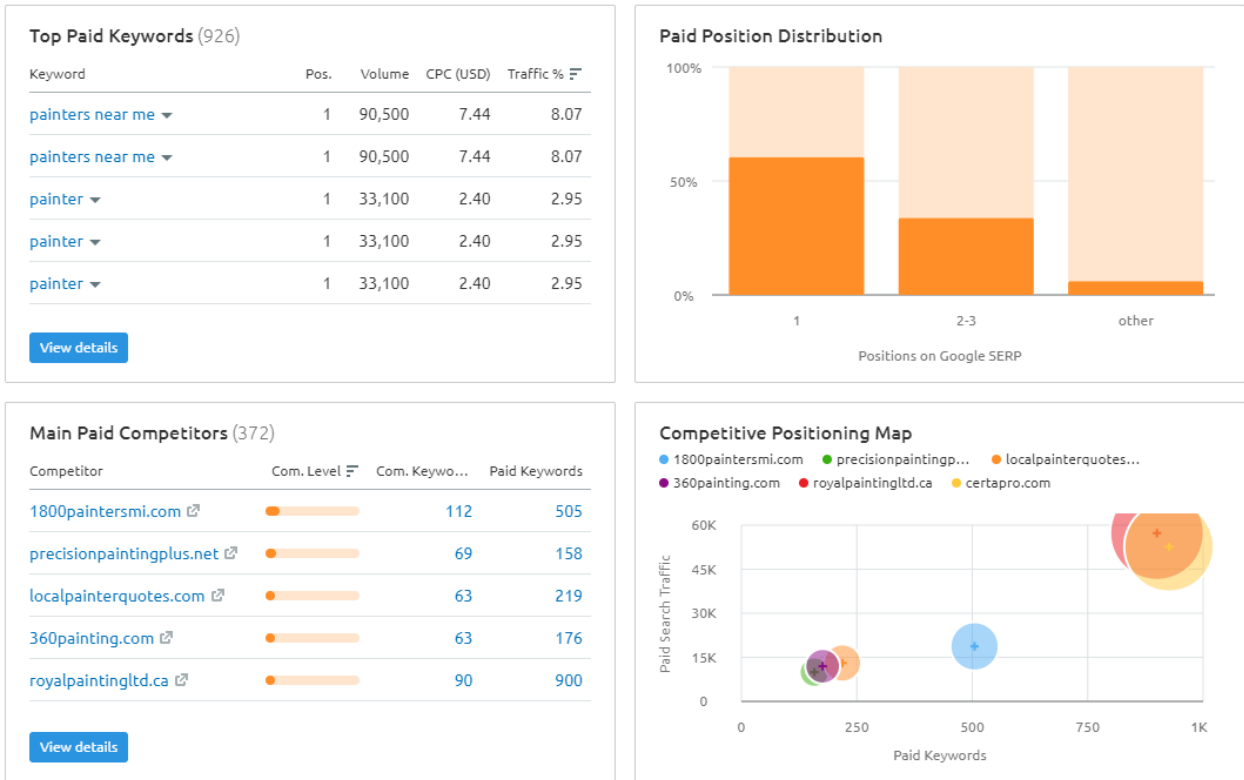 Top Paid Keywords (926)
Keyword Pos. Volume CPC (USD) Traffic %
painters near me 1 90,500 7.44 8.07
painters near me 1 90,500 7.44 8.07
painter 1 33,100 2.40 2.95
painter 1 33,100 2.40 2.95
painter 1 33,100 2.40 2.95
View details
Paid Position Distribution
100%
50%
0%
1 2-3 other
Positions on Google SERP
Main Paid Competitors (372)
Competitor Com. Level Com. Keywo... Paid Keywords
1800paintersmi.com 112 505
precisionpaintingplus.net 69 158
localpainterquotes.com 63 219
360painting.com 63 176
royalpaintingltd.ca 90 900
View details
Competitive Positioning Map
1800paintersmi.com precisionpaintingp... localpainterquotes...
360painting.com royalpaintingltd.ca certapro.com
Paid Search Traffic
60K
45K
30K
15K
0
0 250 500 750 1K
Paid Keywords